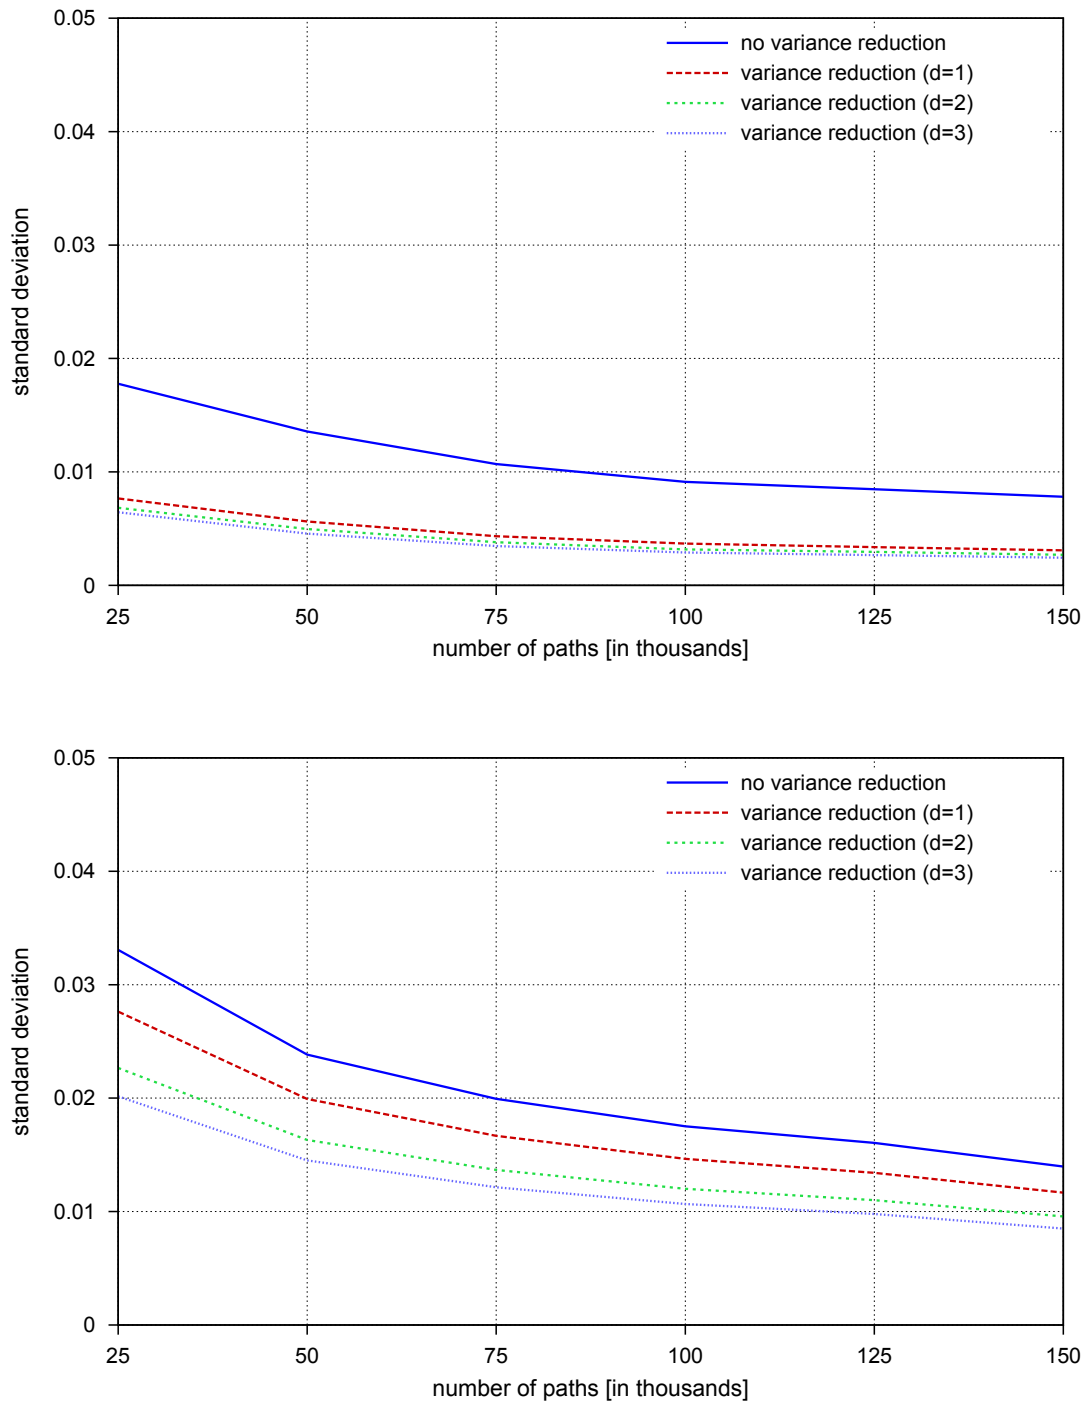 0.05
no variance reduction
variance reduction (d=1)
variance reduction (d=2)
variance reduction (d=3)
0.04
0.03
0.02
0.01
0
standard deviation
25 50 75 100 125 150
number of paths [in thousands]
0.05
no variance reduction
variance reduction (d=1)
variance reduction (d=2)
variance reduction (d=3)
0.04
0.03
0.02
0.01
0
standard deviation
25 50 75 100 125 150
number of paths [in thousands]